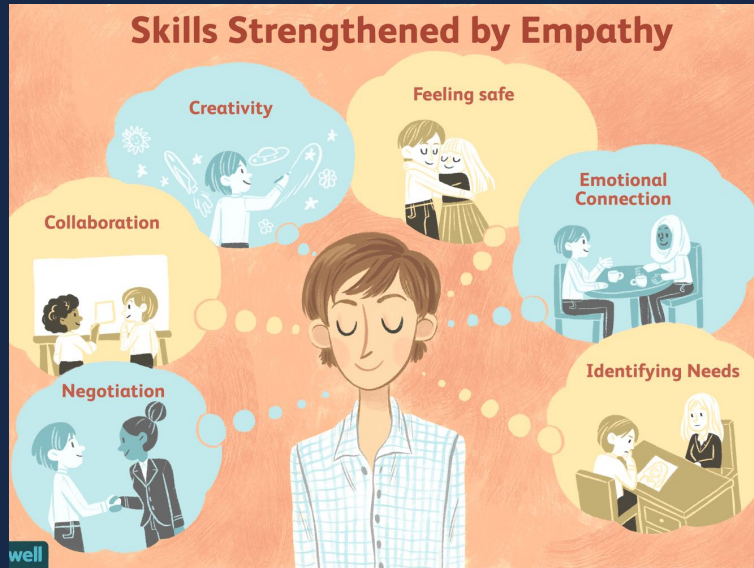 Skills Strengthened by Empathy
Creativity
Feeling safe
Emotional
Connection
Collaboration
Identifying Needs
Negotiation
well